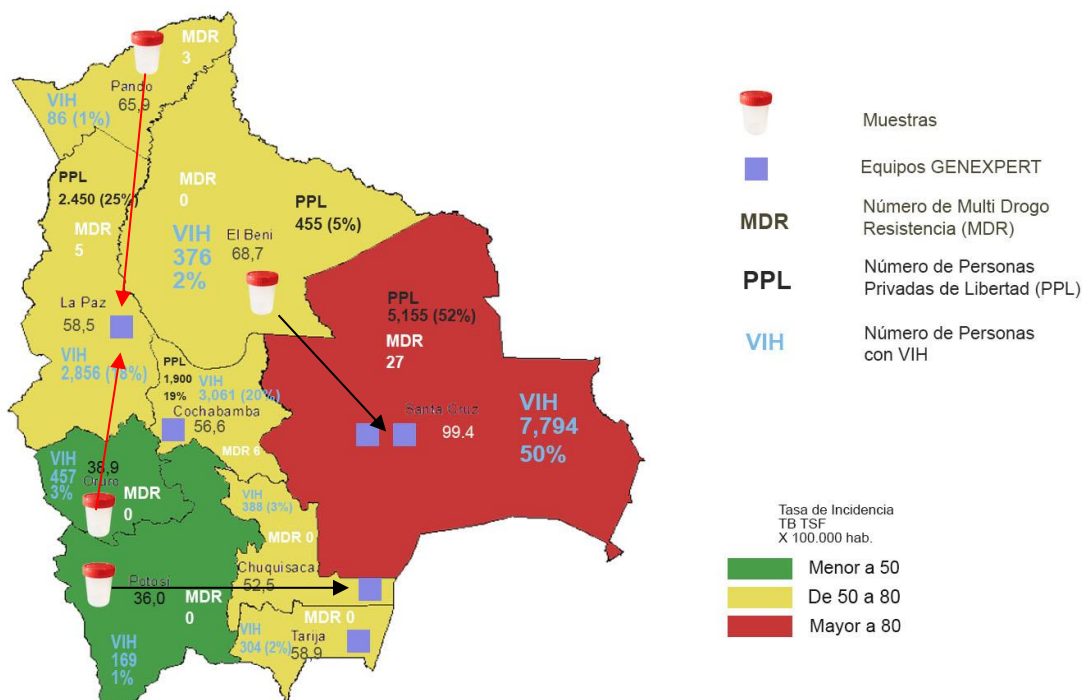 MDR
3
Pando
65,9
VIH
86 (1%)
PPL
2.450 (25%)
MDR
5
MDR
0
PPL
455 (5%)
VIH
376
2%
El Beni
68,7
La Paz
58,5
VIH
2,856 (18%)
PPL
1,900
19%
VIH
3,061 (20%)
Cochabamba
56,6
MDR 6
PPL
5,155 (52%)
MDR
27
Santa Cruz
99.4
VIH
7,794
50%
VIH
457
3%
38,9
Oruro
MDR
0
VIH
388 (3%)
MDR 0
Chuquisaca
52,5
Potosí
36,0
MDR
0
VIH
169
1%
MDR 0
VIH
304 (2%)
Tarija
58,9
Muestras
Equipos GENEXPERT
MDR
Número de Multi Drogo
Resistencia (MDR)
PPL
Número de Personas
Privadas de Libertad (PPL)
VIH
Número de Personas
con VIH
Tasa de Incidencia
TB TSF
X 100.000 hab.
Menor a 50
De 50 a 80
Mayor a 80